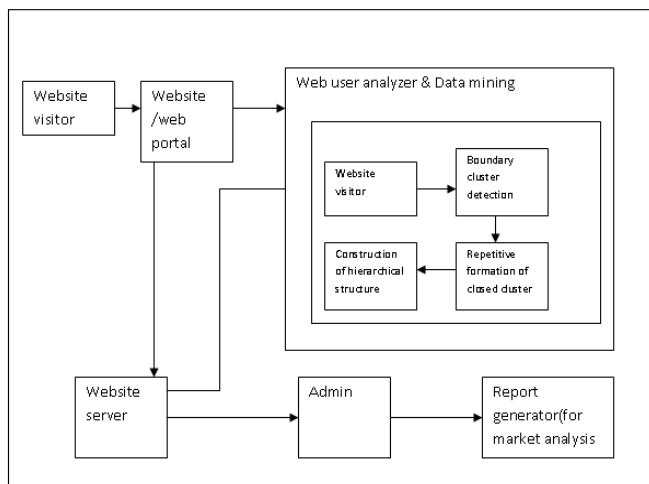 Website
visitor
Website
/web
portal
Web user analyzer & Data mining
Website
visitor
Boundary
cluster
detection
Construction
of hierarchical
structure
Repetitive
formation of
closed cluster
Website
server
Admin
Report
generator(for
market analysis